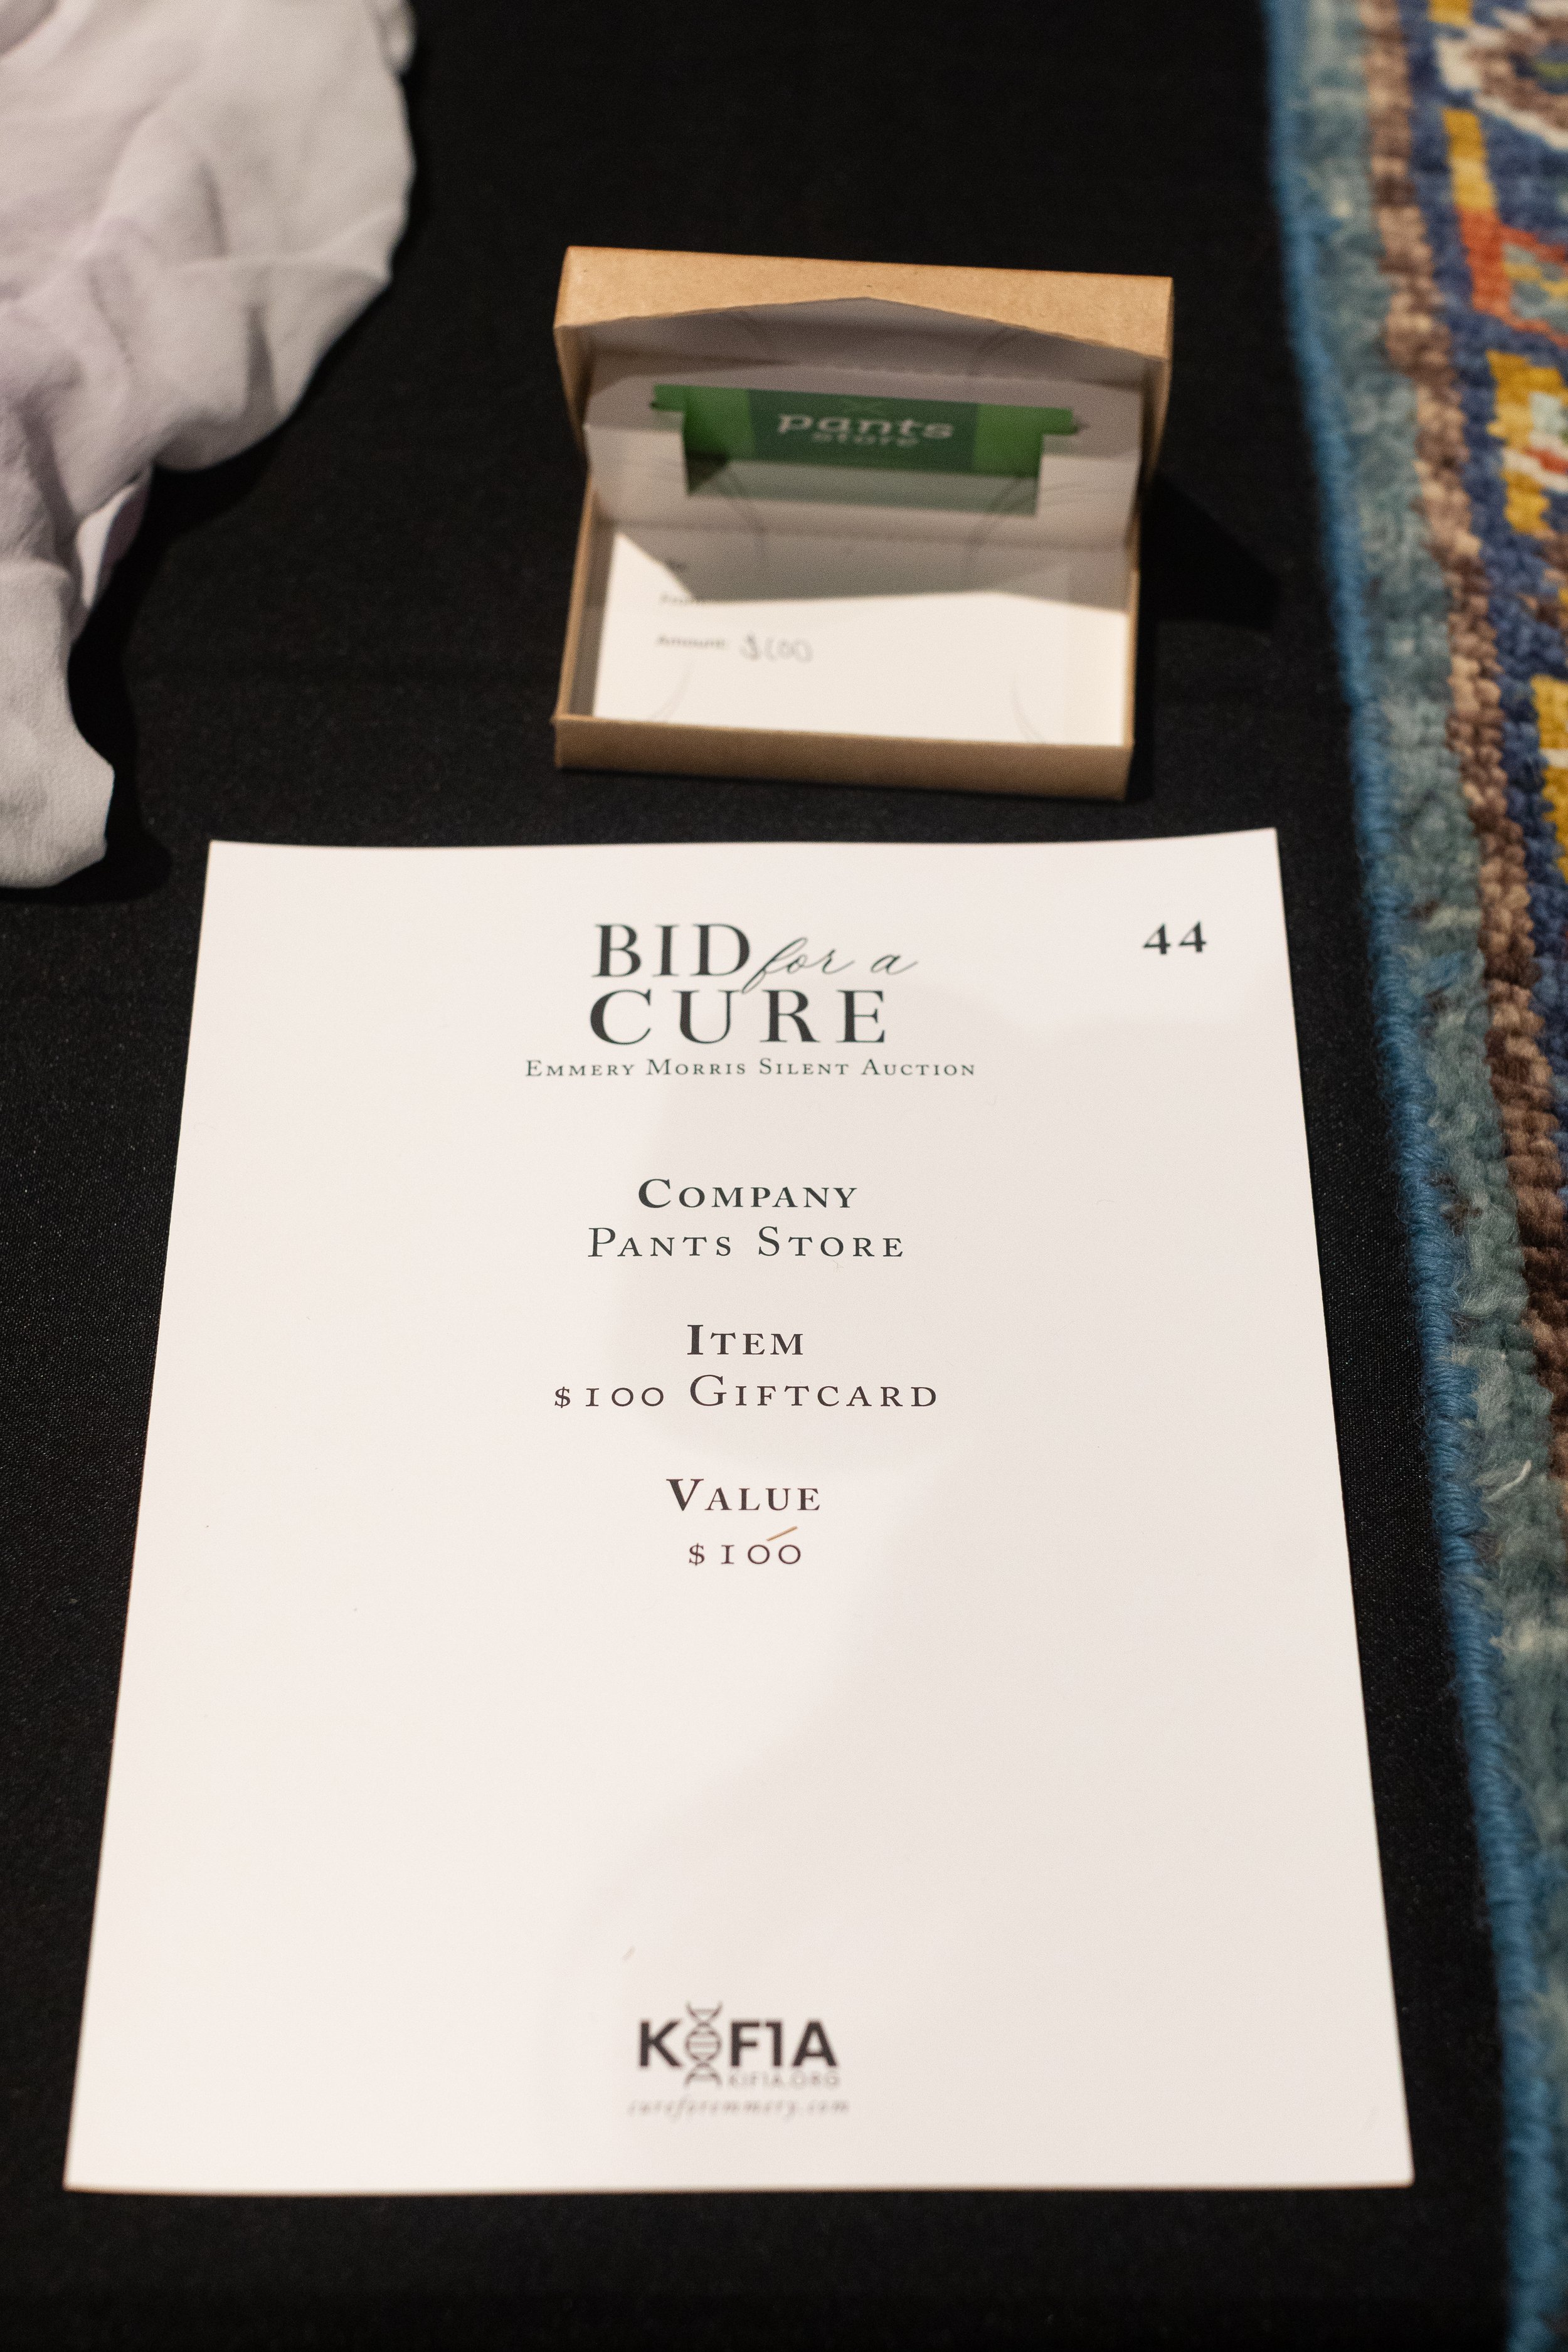 pants
store
Amount: $100
BID for a
CURE
44
EMMERY MORRIS SILENT AUCTION
COMPANY
PANTS STORE
ITEM
$100 GIFTCARD
VALUE
$100
KIF1A
KIF1A.ORG
cureforemmery.com